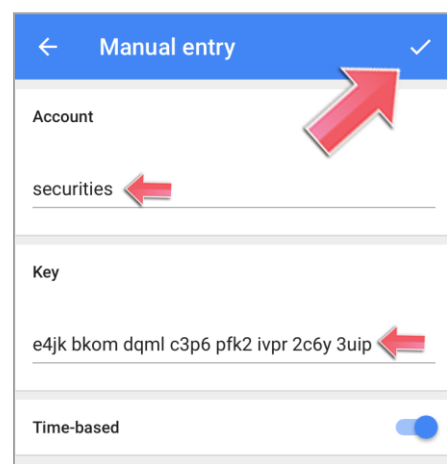 Manual entry
Account
securities
Key
e4jk bkom dqml c3p6 pfk2 ivpr 2c6y 3uip
Time-based